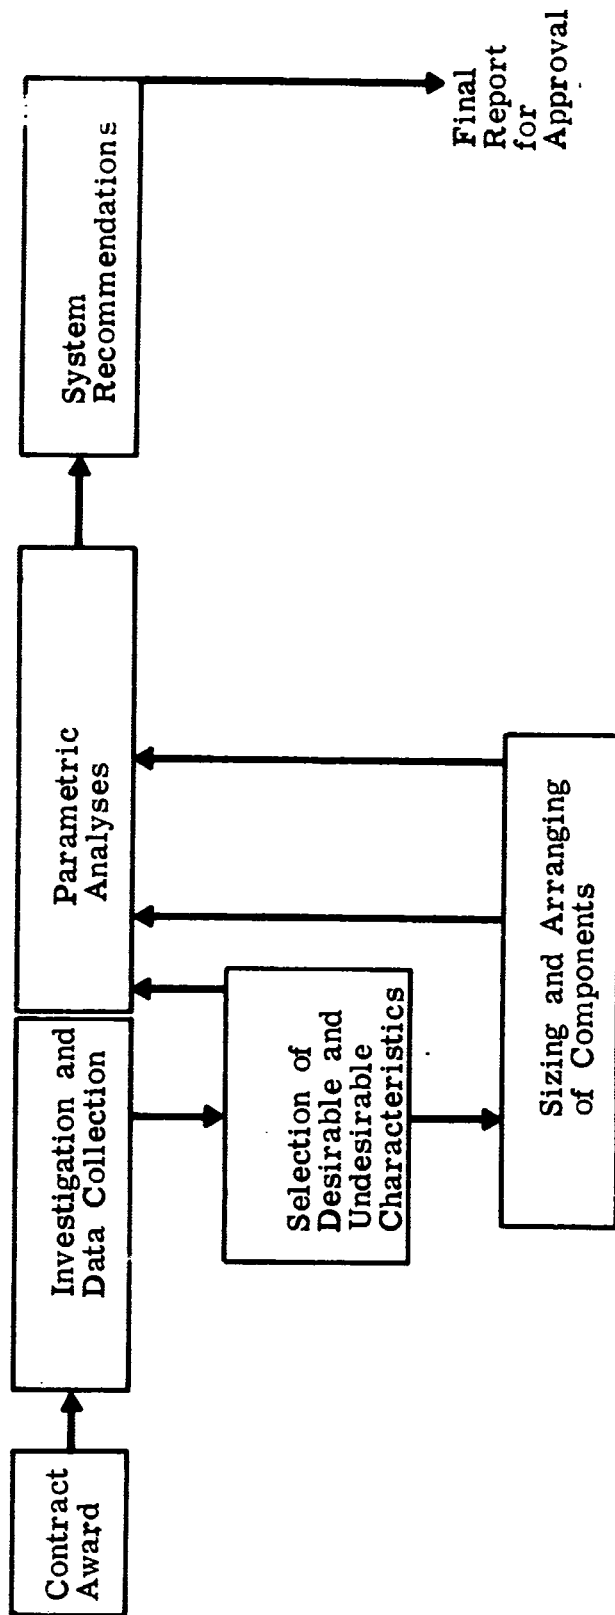 Contract
Award
Investigation and
Data Collection
Selection of
Desirable and
Undesirable
Characteristics
Sizing and Arranging
of Components
Parametric
Analyses
System
Recommendations
Final
Report
for
Approval